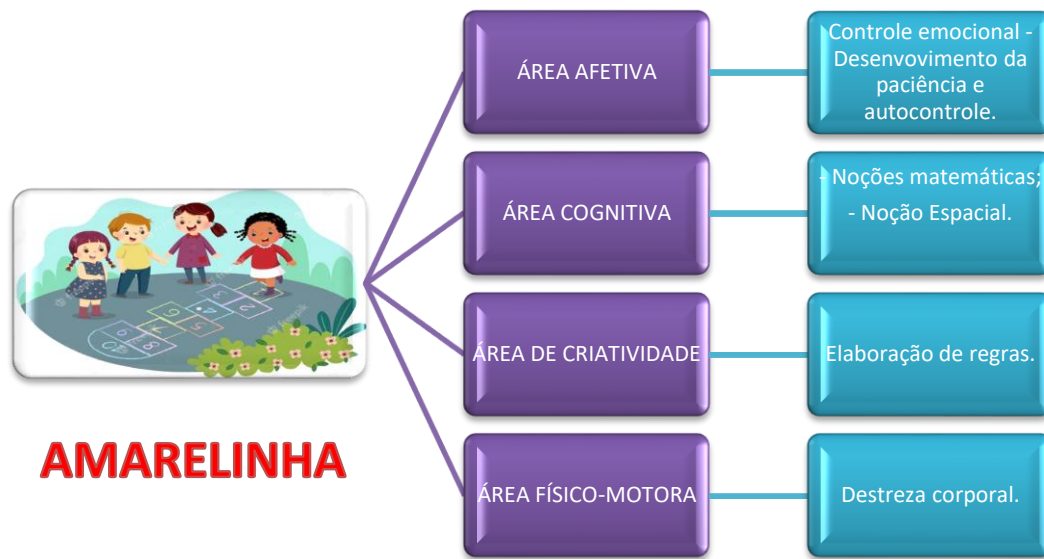 ÁREA AFETIVA
Controle emocional -
Desenvovimento da
paciência e
autocontrole.
ÁREA COGNITIVA
- Noções matemáticas;
- Noção Espacial.
ÁREA DE CRIATIVIDADE
Elaboração de regras.
ÁREA FÍSICO-MOTORA
Destreza corporal.
AMARELINHA